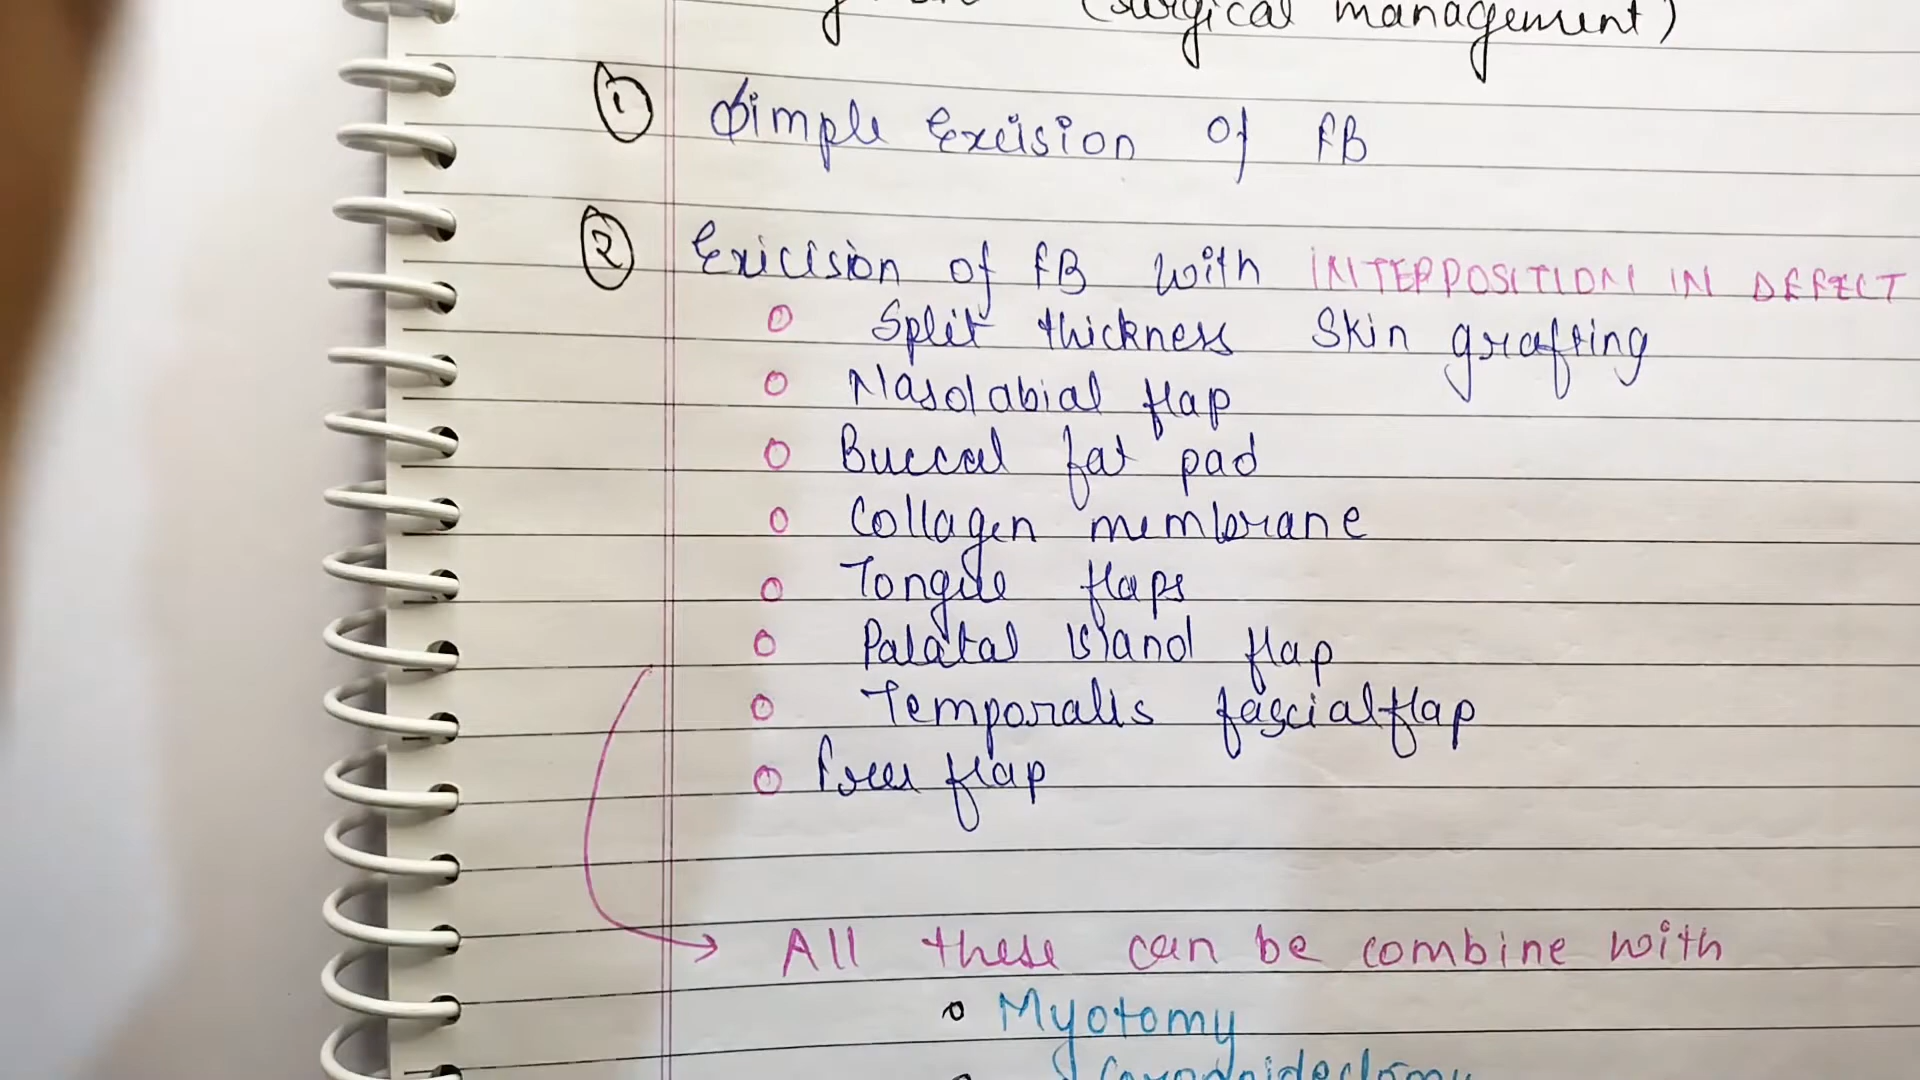 (surgical management)
① Simple Excision of FB
② Exicision of FB with INTERPOSITION IN DEFECT
o Split thickness Skin grafting
o Nasolabial flap
o Buccal fat pad
o Collagen membrane
o Tongue flaps
o Palatal island flap
o Temporalis fascial flap
o Free flap
→ All these can be combine with
o Myotomy
Coronoidectomy